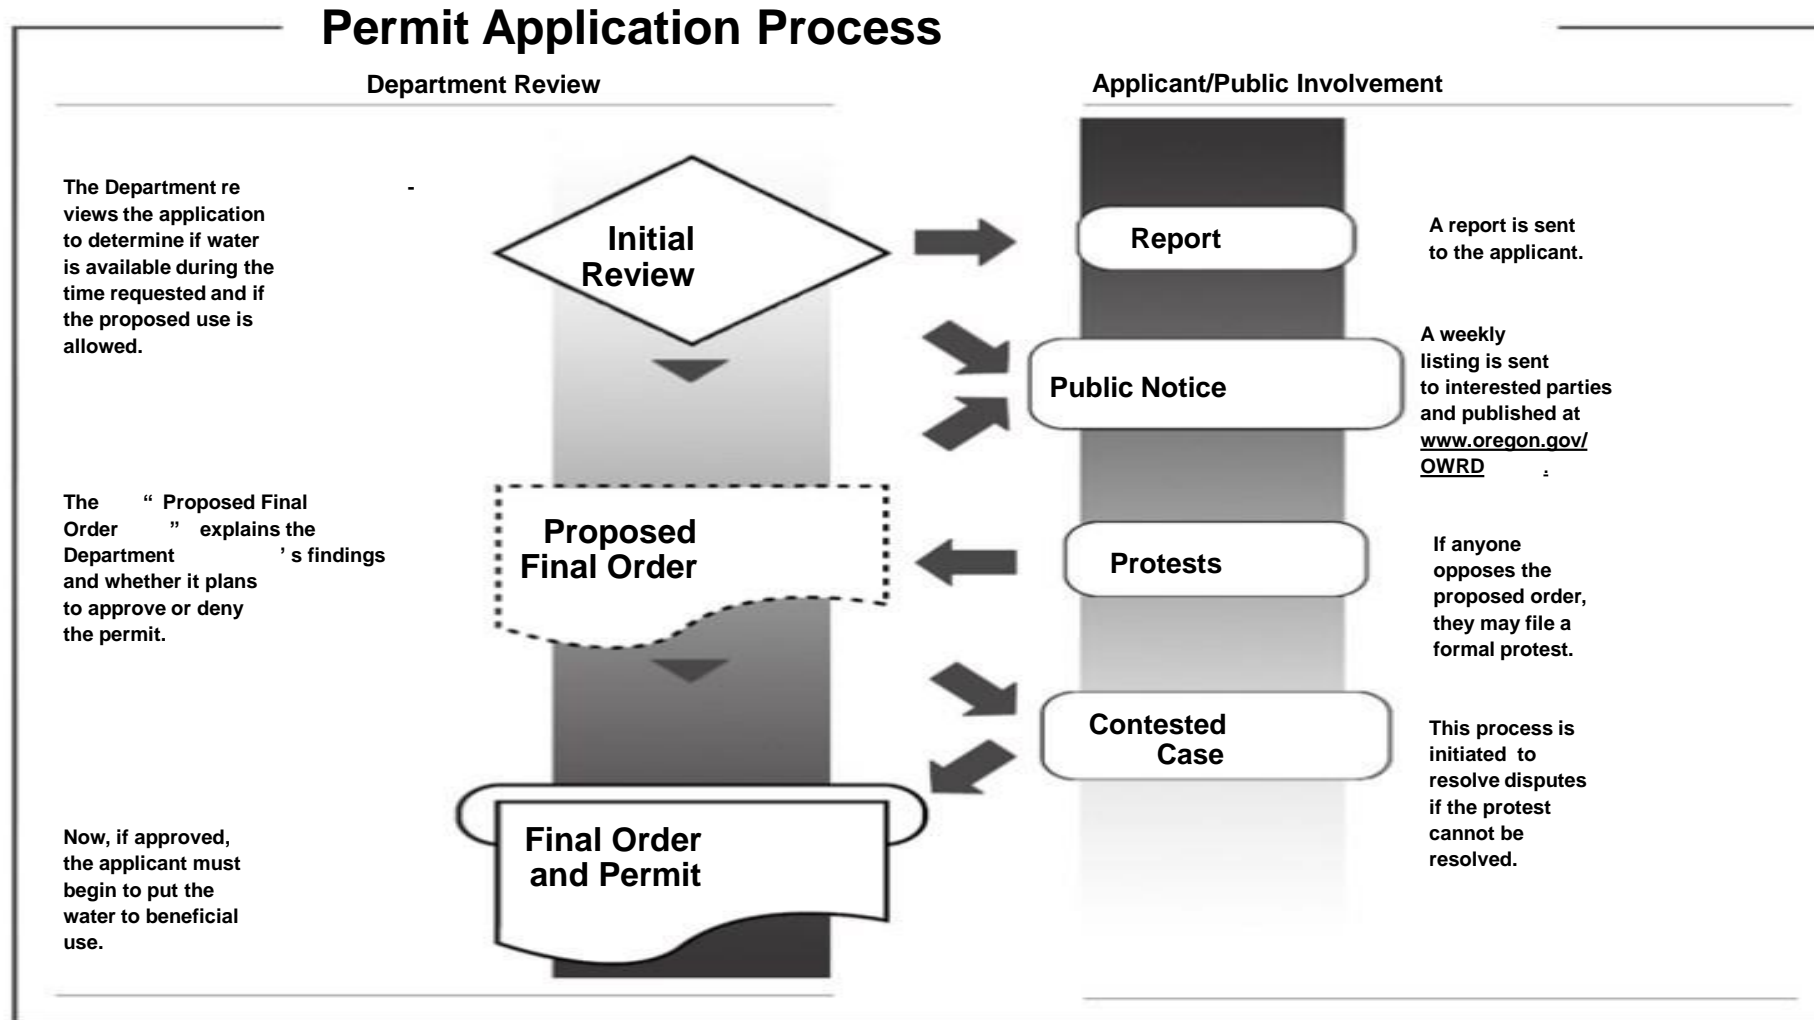 Permit Application Process
Department Review
Applicant/Public Involvement
The Department re -
views the application
to determine if water
is available during the
time requested and if
the proposed use is
allowed.
Initial
Review
Report
A report is sent
to the applicant.
Public Notice
A weekly
listing is sent
to interested parties
and published at
www.oregon.gov/
OWRD .
The “ Proposed Final
Order ” explains the
Department ’ s findings
and whether it plans
to approve or deny
the permit.
Proposed
Final Order
Protests
If anyone
opposes the
proposed order,
they may file a
formal protest.
Contested
Case
This process is
initiated to
resolve disputes
if the protest
cannot be
resolved.
Now, if approved,
the applicant must
begin to put the
water to beneficial
use.
Final Order
and Permit